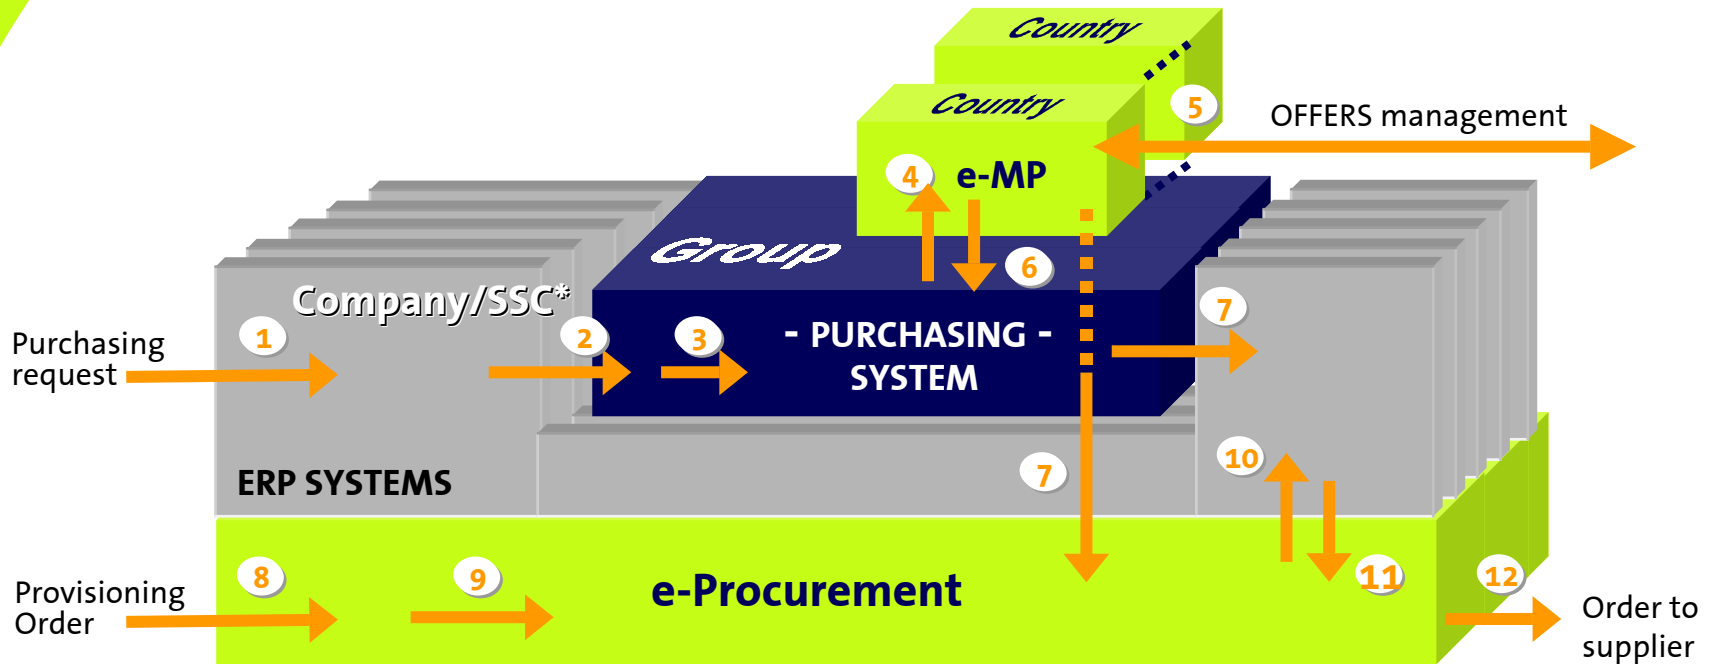 Country
Country
5
OFFERS management
4
e-MP
Group
6
Company/SSC*
7
1
2
3
- PURCHASING -
SYSTEM
Purchasing
request
10
7
ERP SYSTEMS
8
9
e-Procurement
11
12
Provisioning
Order
Order to
supplier